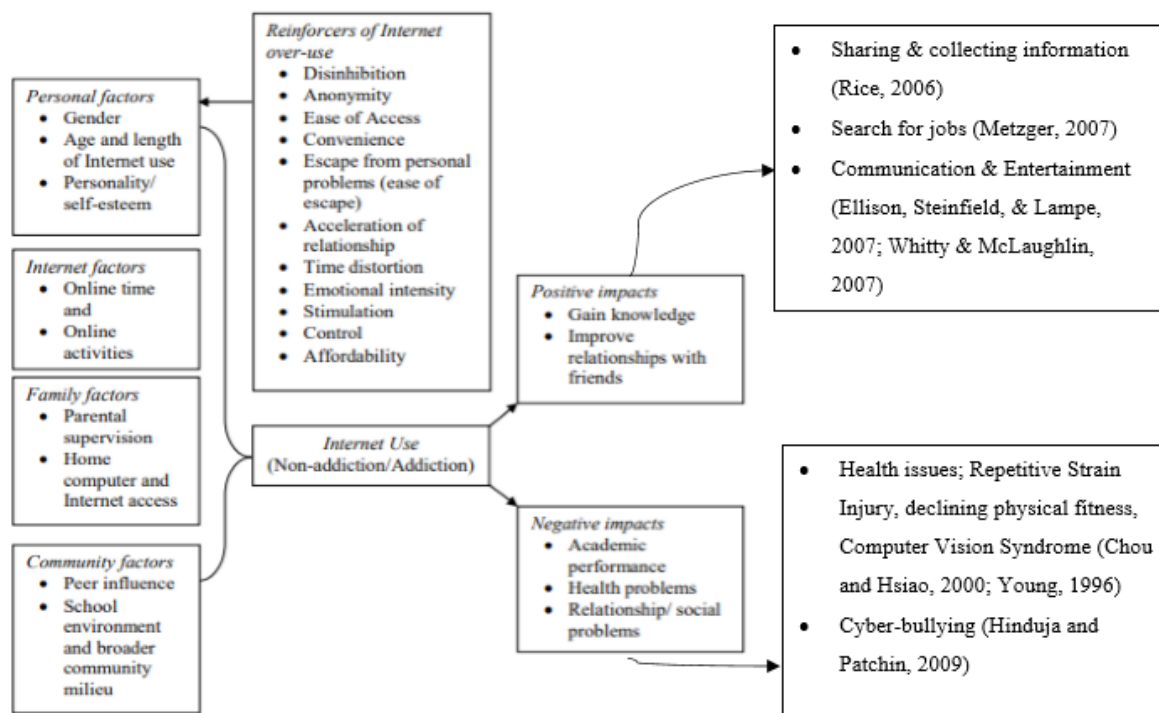 Reinforcers of Internet
over-use
• Disinhibition
• Anonymity
• Ease of Access
• Convenience
• Escape from personal
problems (ease of
escape)
• Acceleration of
relationship
• Time distortion
• Emotional intensity
• Stimulation
• Control
• Affordability
Personal factors
• Gender
• Age and length
of Internet use
• Personality/
self-esteem
Internet factors
• Online time
and
• Online
activities
Family factors
• Parental
supervision
• Home
computer and
Internet access
Community factors
• Peer influence
• School
environment
and broader
community
milieu
Internet Use
(Non-addiction/Addiction)
Positive impacts
• Gain knowledge
• Improve
relationships with
friends
Negative impacts
• Academic
performance
• Health problems
• Relationship/ social
problems
• Sharing & collecting information
(Rice, 2006)
• Search for jobs (Metzger, 2007)
• Communication & Entertainment
(Ellison, Steinfield, & Lampe,
2007; Whitty & McLaughlin,
2007)
• Health issues; Repetitive Strain
Injury, declining physical fitness,
Computer Vision Syndrome (Chou
and Hsiao, 2000; Young, 1996)
• Cyber-bullying (Hinduja and
Patchin, 2009)